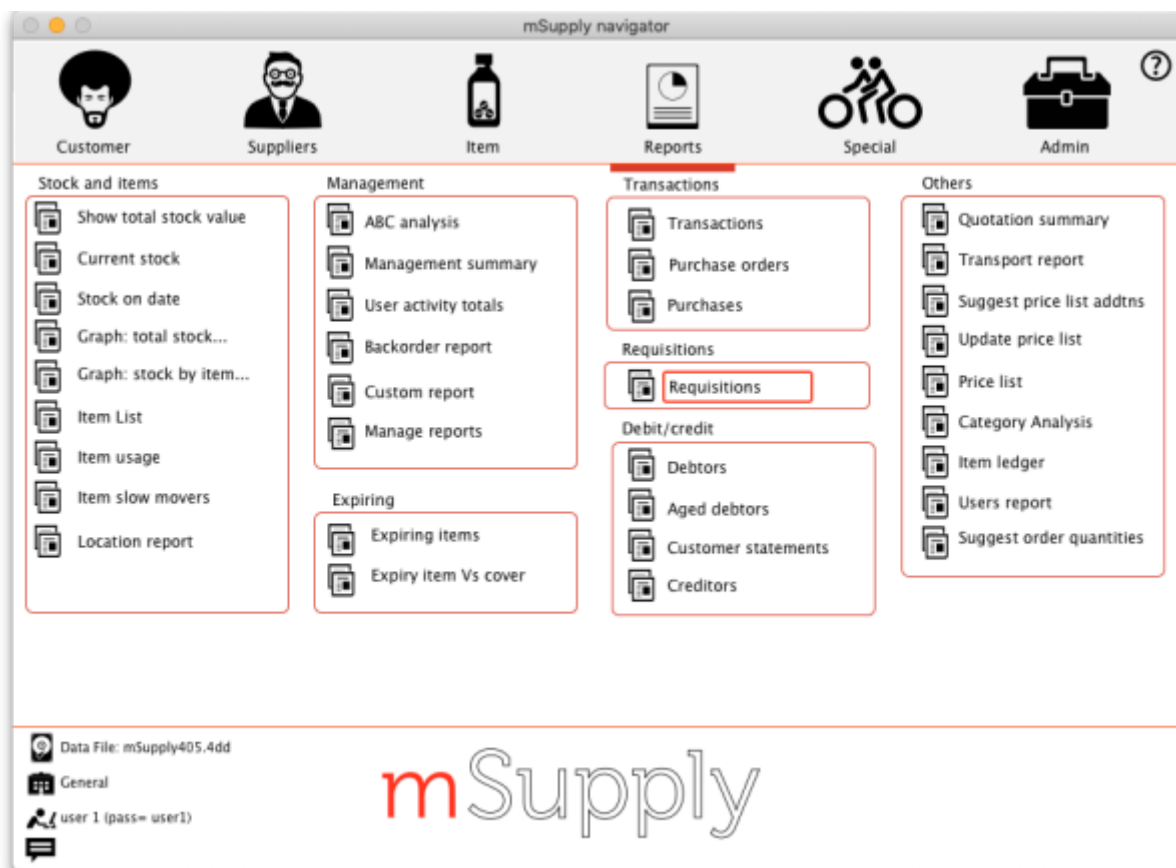 mSupply navigator
?
Customer
Suppliers
Item
Reports
Special
Admin
Stock and items
Show total stock value
Current stock
Stock on date
Graph: total stock...
Graph: stock by item...
Item List
Item usage
Item slow movers
Location report
Management
ABC analysis
Management summary
User activity totals
Backorder report
Custom report
Manage reports
Expiring
Expiring items
Expiry item Vs cover
Transactions
Transactions
Purchase orders
Purchases
Requisitions
Requisitions
Debit/credit
Debtors
Aged debtors
Customer statements
Creditors
Others
Quotation summary
Transport report
Suggest price list addtns
Update price list
Price list
Category Analysis
Item ledger
Users report
Suggest order quantities
Data File: mSupply405.4dd
General
user 1 (pass= user1)
mSupply